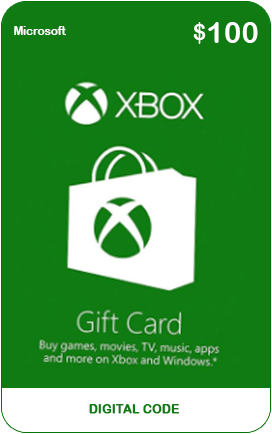 Microsoft
$100
XBOX
Gift Card
Buy games, movies, TV, music, apps
and more on Xbox and Windows.*
DIGITAL CODE